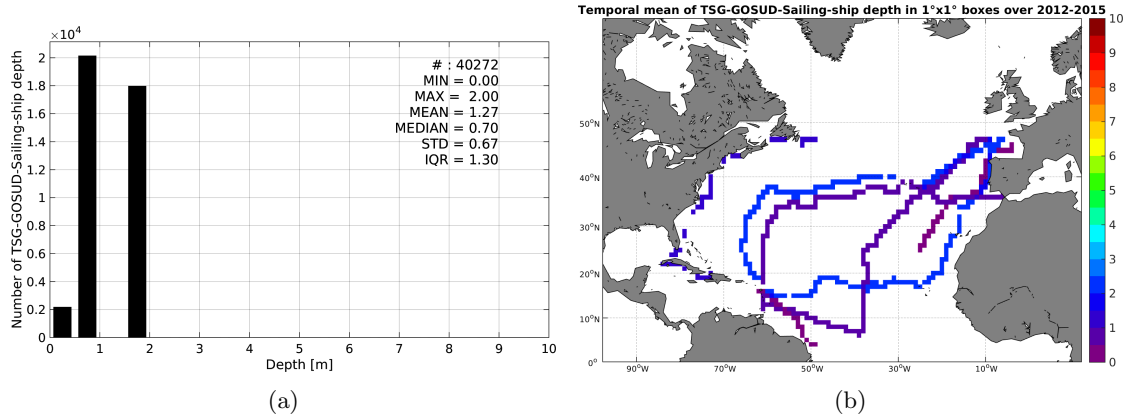 ×10⁴
2
1.8
1.6
1.4
1.2
1
0.8
0.6
0.4
0.2
0
Number of TSG-GOSUD-Sailing-ship depth
# : 40272
MIN = 0.00
MAX = 2.00
MEAN = 1.27
MEDIAN = 0.70
STD = 0.67
IQR = 1.30
0 1 2 3 4 5 6 7 8 9 10
Depth [m]
(a)
Temporal mean of TSG-GOSUD-Sailing-ship depth in 1°x1° boxes over 2012-2015
50°N
40°N
30°N
20°N
10°N
0°
90°W 70°W 50°W 30°W 10°W
10
9
8
7
6
5
4
3
2
1
0
(b)